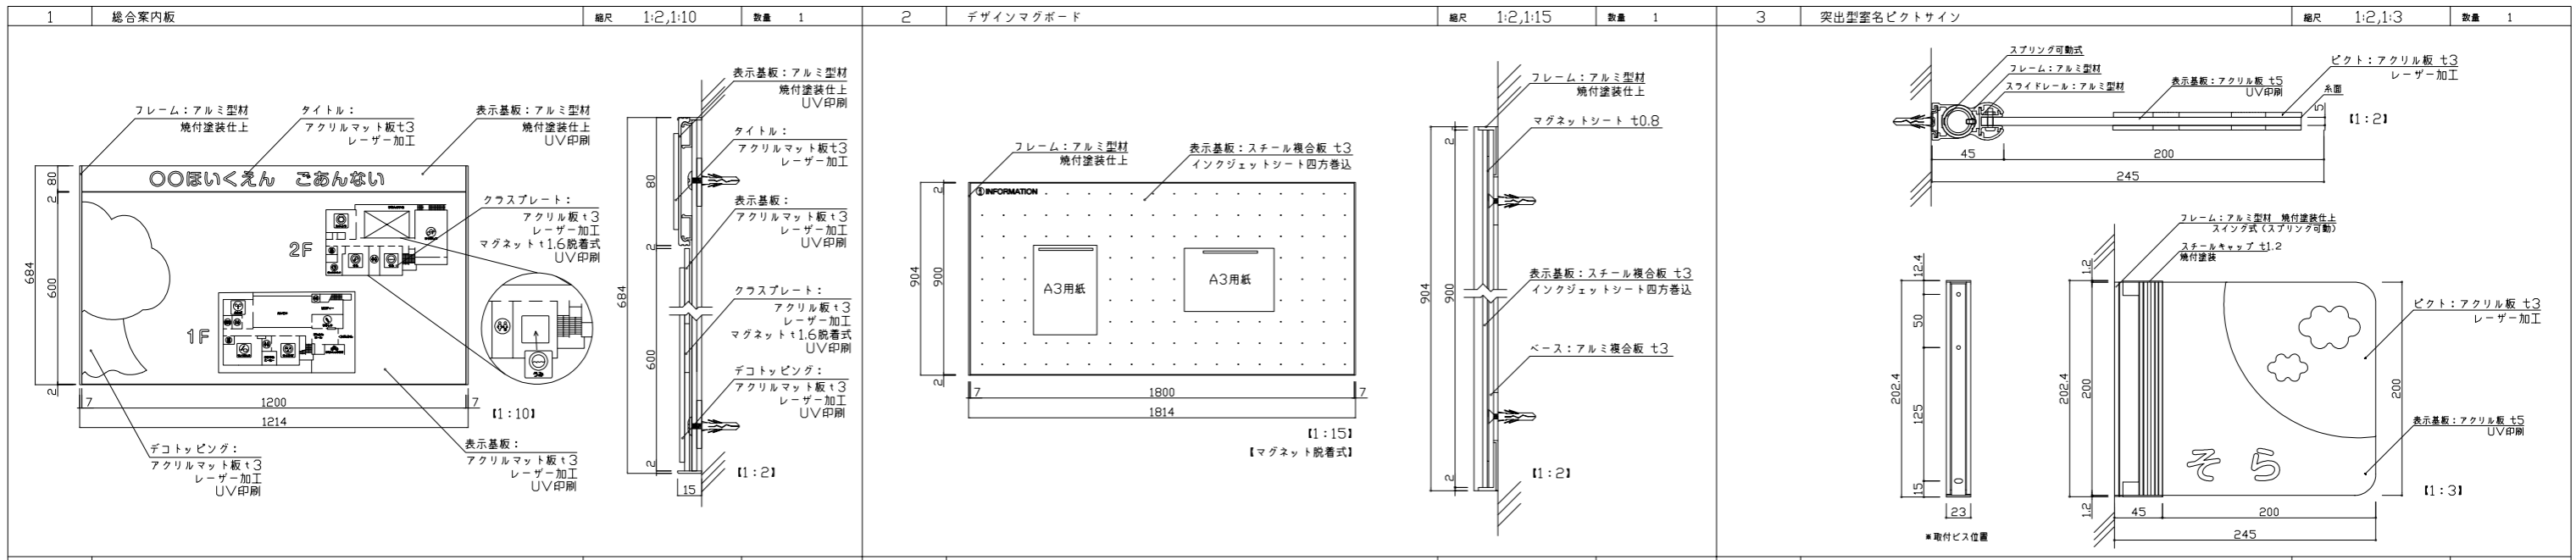 1 総合案内板 縮尺 1:2,1:10 数量 1
フレーム：アルミ型材
焼付塗装仕上
タイトル：
アクリルマット板t3
レーザー加工
表示基板：アルミ型材
焼付塗装仕上
UV印刷
〇〇ほいくえん ごあんない
クラスプレート：
アクリル板t3
レーザー加工
マグネットt1.6脱着式
UV印刷
2F
1F
うみ
684
80
2
600
2
7
1200
7
1214
【1:10】
デコトッピング：
アクリルマット板t3
レーザー加工
UV印刷
表示基板：
アクリルマット板t3
レーザー加工
UV印刷
表示基板：アルミ型材
焼付塗装仕上
UV印刷
タイトル：
アクリルマット板t3
レーザー加工
表示基板：
アクリルマット板t3
レーザー加工
UV印刷
クラスプレート：
アクリル板t3
レーザー加工
マグネットt1.6脱着式
UV印刷
デコトッピング：
アクリルマット板t3
レーザー加工
UV印刷
684
80
2
600
2
15
【1:2】
2 デザインマグボード 縮尺 1:2,1:15 数量 1
フレーム：アルミ型材
焼付塗装仕上
表示基板：スチール複合板 t3
インクジェットシート四方巻込
INFORMATION
A3用紙
A3用紙
904
2
900
2
7
1800
7
1814
【1:15】
【マグネット脱着式】
フレーム：アルミ型材
焼付塗装仕上
マグネットシート t0.8
表示基板：スチール複合板 t3
インクジェットシート四方巻込
ベース：アルミ複合板 t3
904
2
900
2
【1:2】
3 突出型室名ピクトサイン 縮尺 1:2,1:3 数量 1
スプリング可動式
フレーム：アルミ型材
スライドレール：アルミ型材
表示基板：アクリル板 t5
UV印刷
ピクト：アクリル板 t3
レーザー加工
糸面
5
【1:2】
45
200
245
フレーム：アルミ型材 焼付塗装仕上
スイング式（スプリング可動）
スチールキャップ t1.2
焼付塗装
ピクト：アクリル板 t3
レーザー加工
表示基板：アクリル板 t5
UV印刷
そら
202.4
12.4
50
125
15
23
※取付ビス位置
202.4
1.2
200
1.2
200
45
200
245
【1:3】